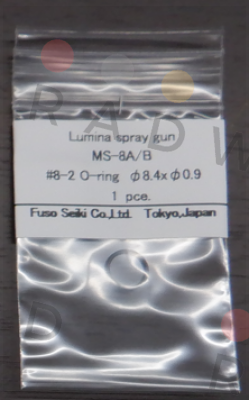 Lumina spray gun
MS-8A/B
#8-2 O-ring φ8.4xφ0.9
1 pce.
Fuso Seiki Co.,Ltd. Tokyo,Japan